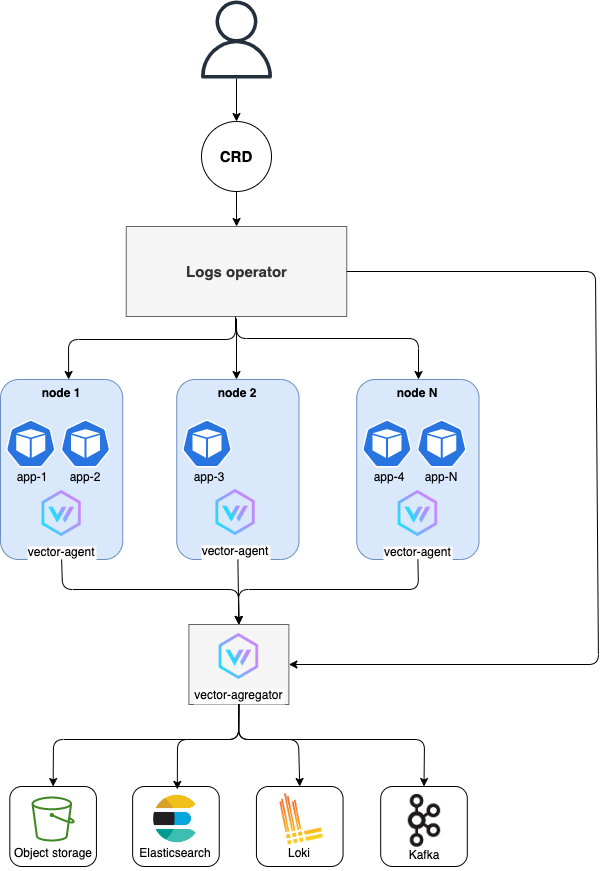 CRD
Logs operator
node 1
node 2
node N
app-1
app-2
app-3
app-4
app-N
vector-agent
vector-agent
vector-agent
vector-agregator
Object storage
Elasticsearch
Loki
Kafka